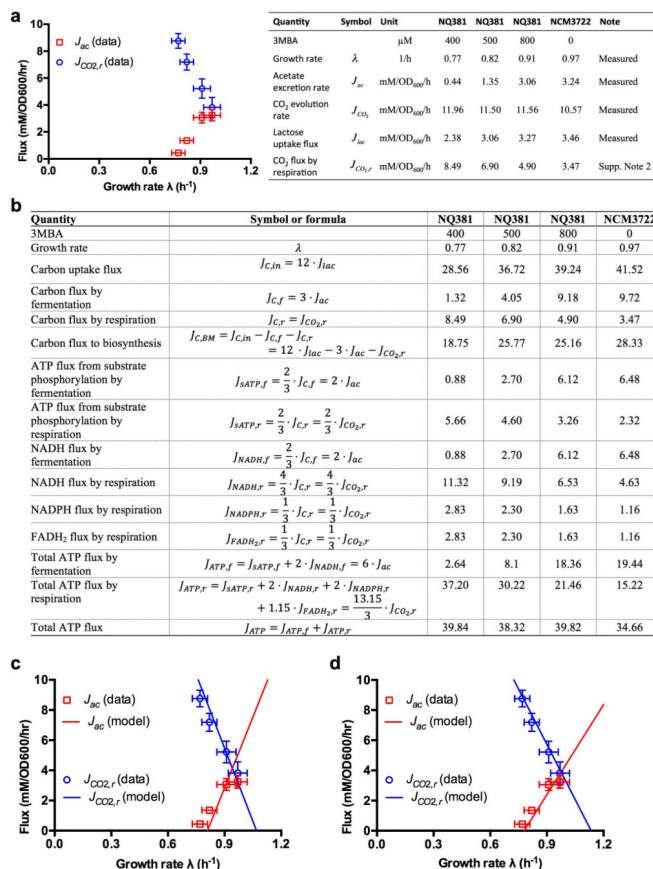 a
Flux (mM/OD600/hr)
10
8
6
4
2
0
J_ac (data)
J_CO2,r (data)
0.3 0.6 0.9 1.2
Growth rate λ (h⁻¹)
Quantity Symbol Unit NQ381 NQ381 NQ381 NCM3722 Note
3MBA μM 400 500 800 0
Growth rate λ 1/h 0.77 0.82 0.91 0.97 Measured
Acetate excretion rate J_ac mM/OD₆₀₀/h 0.44 1.35 3.06 3.24 Measured
CO₂ evolution rate J_CO₂ mM/OD₆₀₀/h 11.96 11.50 11.56 10.57 Measured
Lactose uptake flux J_lac mM/OD₆₀₀/h 2.38 3.06 3.27 3.46 Measured
CO₂ flux by respiration J_CO₂,r mM/OD₆₀₀/h 8.49 6.90 4.90 3.47 Supp. Note 2
b
Quantity Symbol or formula NQ381 NQ381 NQ381 NCM3722
3MBA 400 500 800 0
Growth rate λ 0.77 0.82 0.91 0.97
Carbon uptake flux J_C,in = 12 · J_lac 28.56 36.72 39.24 41.52
Carbon flux by fermentation J_C,f = 3 · J_ac 1.32 4.05 9.18 9.72
Carbon flux by respiration J_C,r = J_CO₂,r 8.49 6.90 4.90 3.47
Carbon flux to biosynthesis J_C,BM = J_C,in − J_C,f − J_C,r = 12 · J_lac − 3 · J_ac − J_CO₂,r 18.75 25.77 25.16 28.33
ATP flux from substrate phosphorylation by fermentation J_sATP,f = 2/3 · J_C,f = 2 · J_ac 0.88 2.70 6.12 6.48
ATP flux from substrate phosphorylation by respiration J_sATP,r = 2/3 · J_C,r = 2/3 · J_CO₂,r 5.66 4.60 3.26 2.32
NADH flux by fermentation J_NADH,f = 2/3 · J_C,f = 2 · J_ac 0.88 2.70 6.12 6.48
NADH flux by respiration J_NADH,r = 4/3 · J_C,r = 4/3 · J_CO₂,r 11.32 9.19 6.53 4.63
NADPH flux by respiration J_NADPH,r = 1/3 · J_C,r = 1/3 · J_CO₂,r 2.83 2.30 1.63 1.16
FADH₂ flux by respiration J_FADH₂,r = 1/3 · J_C,r = 1/3 · J_CO₂,r 2.83 2.30 1.63 1.16
Total ATP flux by fermentation J_ATP,f = J_sATP,f + 2 · J_NADH,f = 6 · J_ac 2.64 8.1 18.36 19.44
Total ATP flux by respiration J_ATP,r = J_sATP,r + 2 · J_NADH,r + 2 · J_NADPH,r + 1.15 · J_FADH₂,r = 13.15/3 · J_CO₂,r 37.20 30.22 21.46 15.22
Total ATP flux J_ATP = J_ATP,f + J_ATP,r 39.84 38.32 39.82 34.66
c
Flux (mM/OD600/hr)
10
8
6
4
2
0
J_ac (data)
J_ac (model)
J_CO2,r (data)
J_CO2,r (model)
0.3 0.6 0.9 1.2
Growth rate λ (h⁻¹)
d
Flux (mM/OD600/hr)
10
8
6
4
2
0
J_ac (data)
J_ac (model)
J_CO2,r (data)
J_CO2,r (model)
0.3 0.6 0.9 1.2
Growth rate λ (h⁻¹)